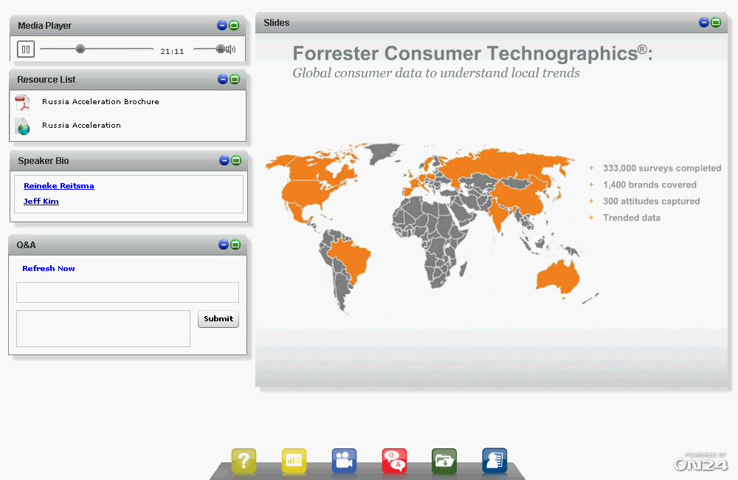 Media Player
21:11
Resource List
Russia Acceleration Brochure
Russia Acceleration
Speaker Bio
Reineke Reitsma
Jeff Kim
Q&A
Refresh Now
Submit
Slides
Forrester Consumer Technographics®:
Global consumer data to understand local trends
+ 333,000 surveys completed
+ 1,400 brands covered
+ 300 attitudes captured
+ Trended data
?
Q
A
POWERED BY
ON24